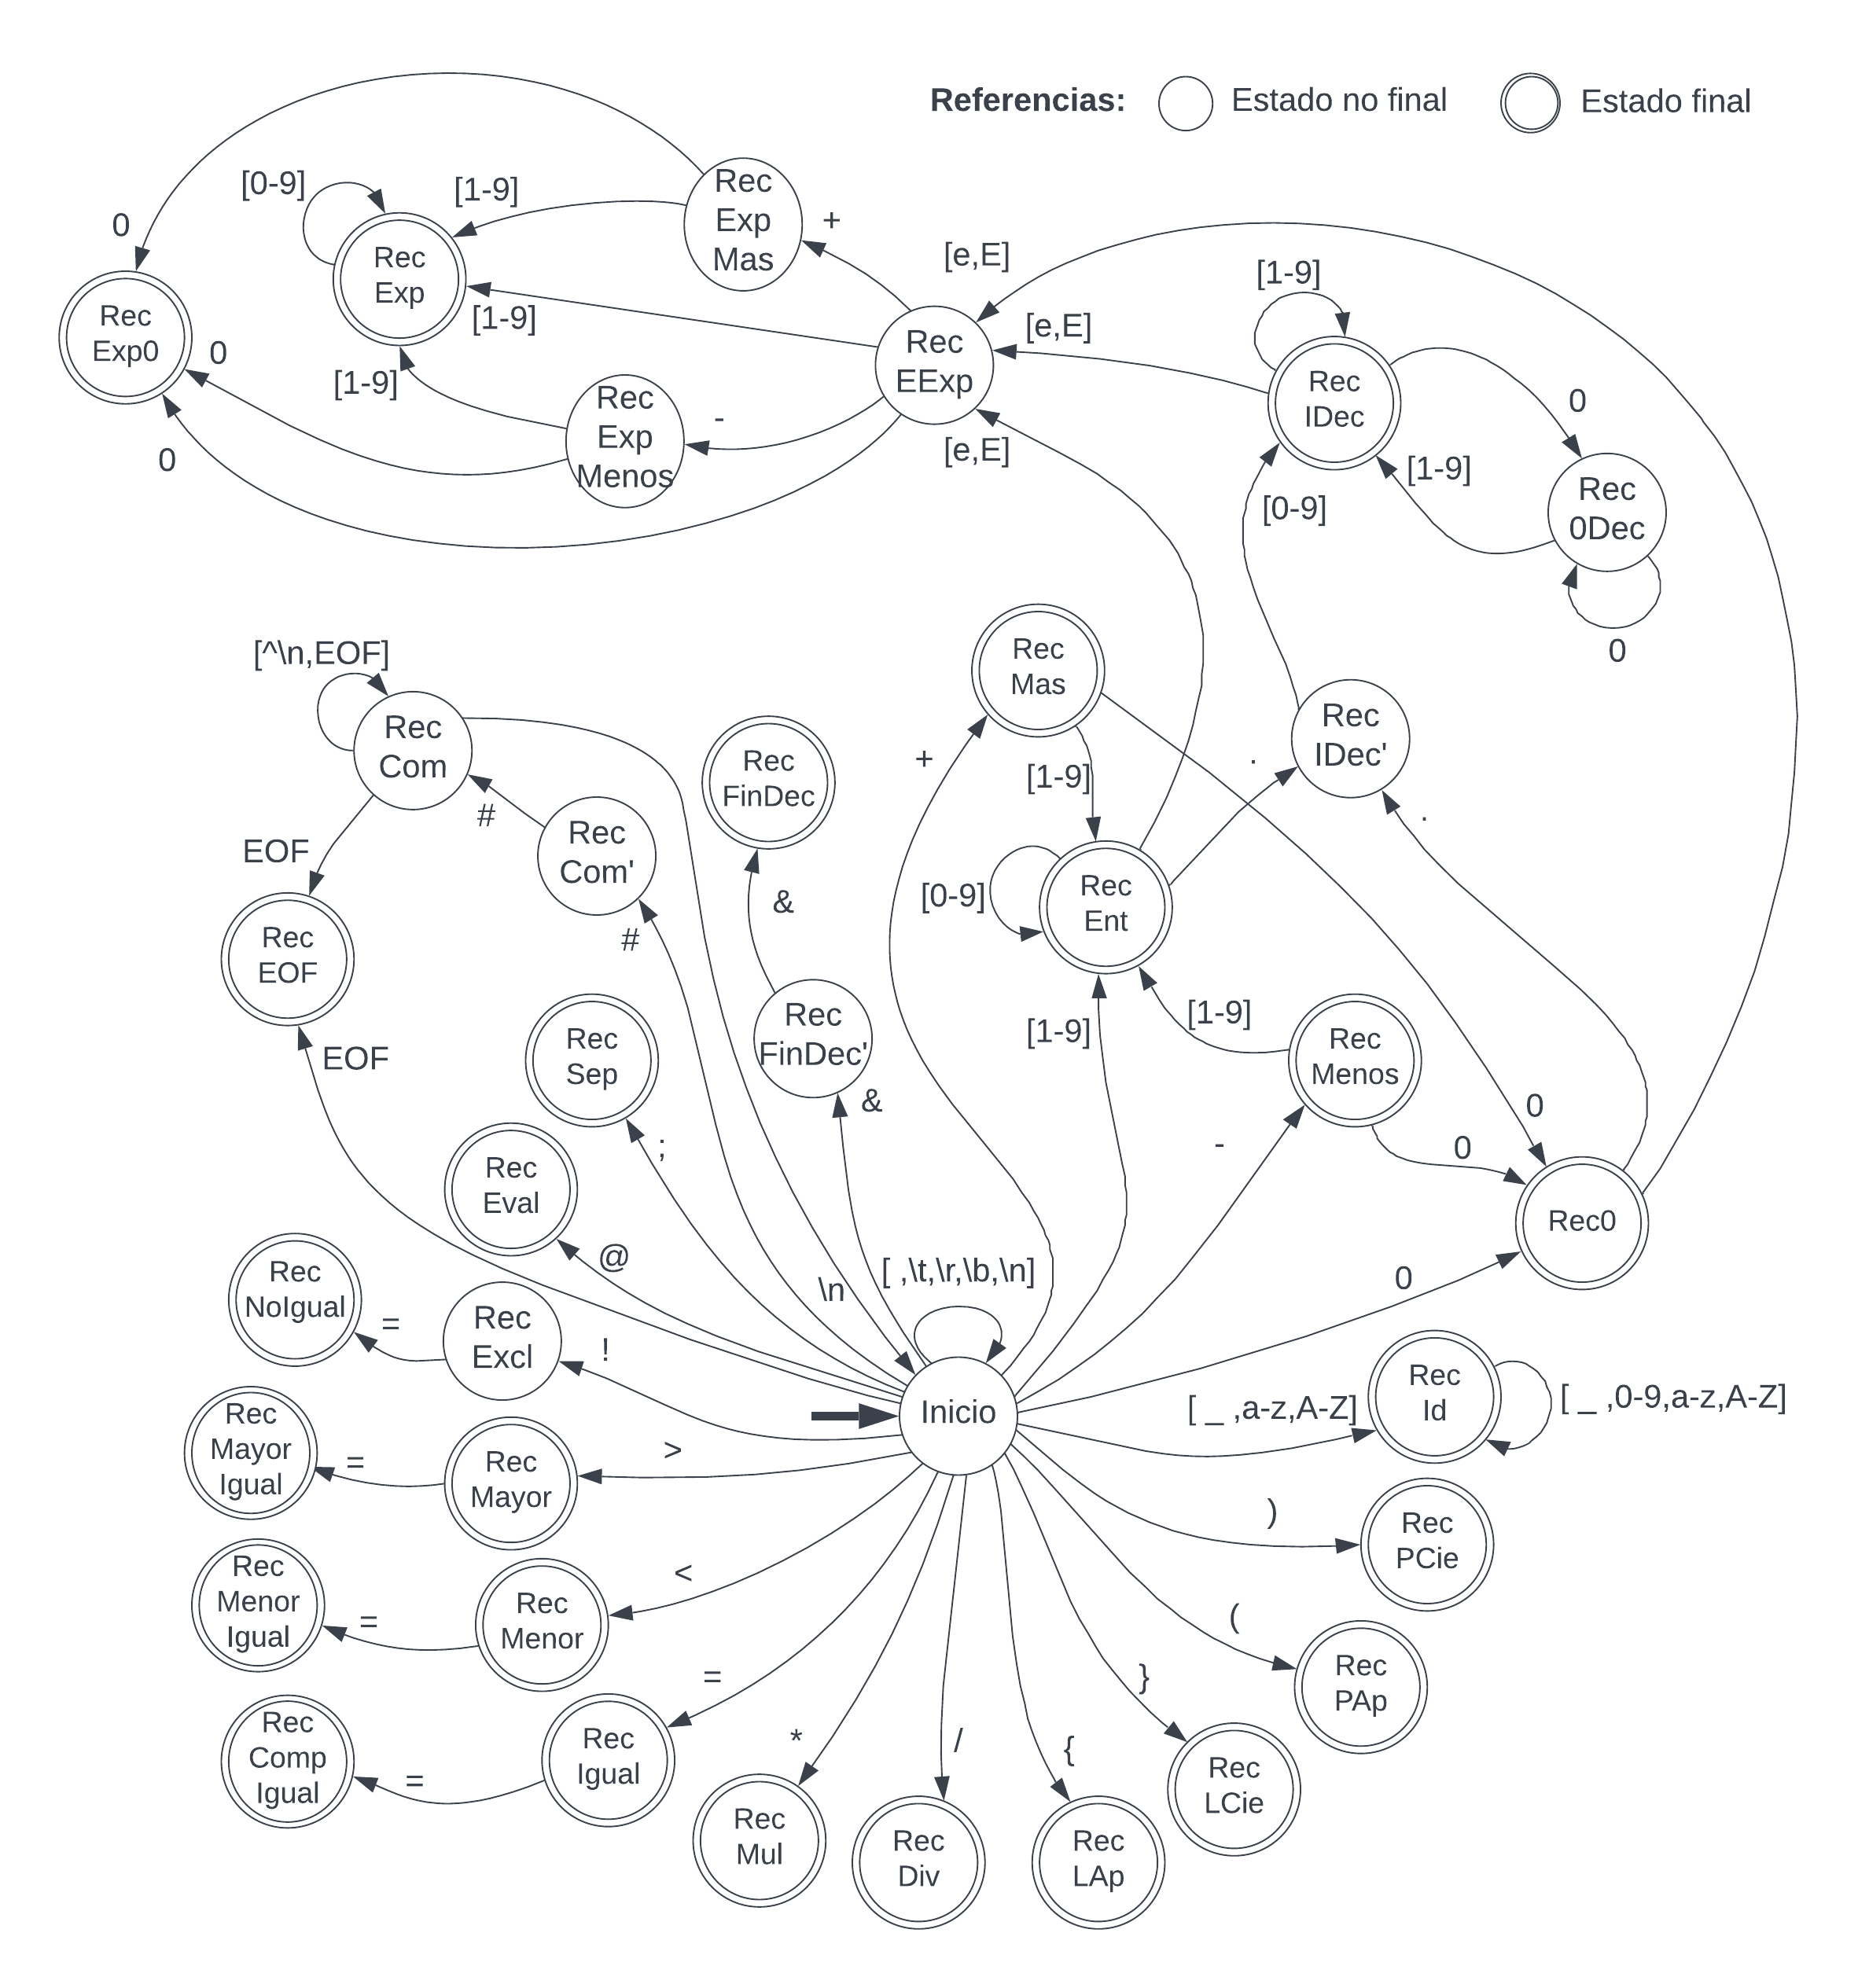 Referencias:
Estado no final
Estado final
Rec
Exp
Mas
[0-9]
[1-9]
+
0
Rec
Exp
[e,E]
[1-9]
Rec
Exp0
[1-9]
[e,E]
Rec
EExp
Rec
IDec
0
0
[1-9]
Rec
Exp
Menos
-
[e,E]
[1-9]
0
[0-9]
Rec
0Dec
0
[^\n,EOF]
Rec
Mas
Rec
Com
Rec
IDec'
+
[1-9]
.
Rec
FinDec
#
.
Rec
Com'
EOF
&
[0-9]
Rec
Ent
#
Rec
EOF
Rec
FinDec'
[1-9]
[1-9]
Rec
Sep
Rec
Menos
EOF
&
0
;
-
0
Rec
Eval
Rec0
@
[ ,\t,\r,\b,\n]
\n
0
Rec
NoIgual
=
Rec
Excl
!
Inicio
[ _ ,a-z,A-Z]
Rec
Id
[ _ ,0-9,a-z,A-Z]
Rec
Mayor
Igual
=
Rec
Mayor
>
)
Rec
PCie
Rec
Menor
Igual
=
Rec
Menor
<
(
Rec
PAp
=
}
Rec
Comp
Igual
=
Rec
Igual
*
/
{
Rec
LCie
Rec
Mul
Rec
Div
Rec
LAp